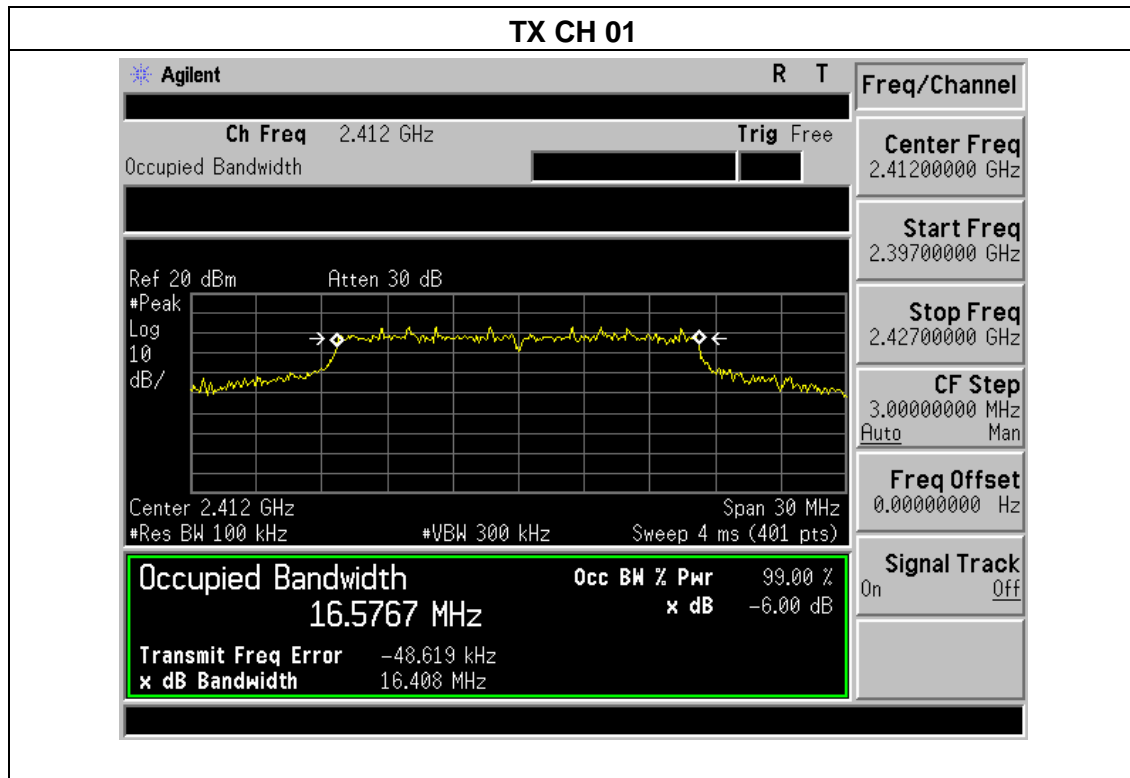 TX CH 01
Agilent R T
Ch Freq 2.412 GHz Trig Free
Occupied Bandwidth
Ref 20 dBm Atten 30 dB
#Peak
Log
10
dB/
Center 2.412 GHz Span 30 MHz
#Res BW 100 kHz #VBW 300 kHz Sweep 4 ms (401 pts)
Occupied Bandwidth
16.5767 MHz
Occ BW % Pwr 99.00 %
x dB -6.00 dB
Transmit Freq Error -48.619 kHz
x dB Bandwidth 16.408 MHz
Freq/Channel
Center Freq
2.41200000 GHz
Start Freq
2.39700000 GHz
Stop Freq
2.42700000 GHz
CF Step
3.00000000 MHz
Auto Man
Freq Offset
0.00000000 Hz
Signal Track
On Off